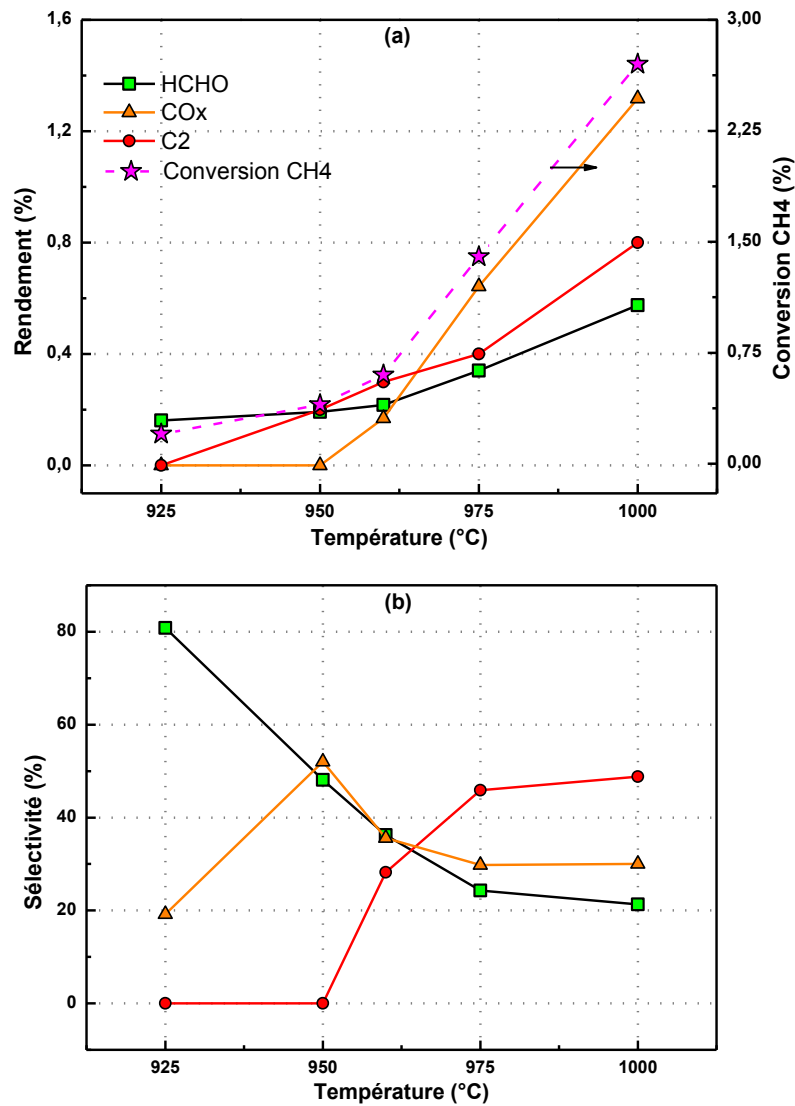 (a)
HCHO
COx
C2
Conversion CH4
1,6
1,2
0,8
0,4
0,0
Rendement (%)
3,00
2,25
1,50
0,75
0,00
Conversion CH4 (%)
925 950 975 1000
Température (°C)
(b)
80
60
40
20
0
Sélectivité (%)
925 950 975 1000
Température (°C)